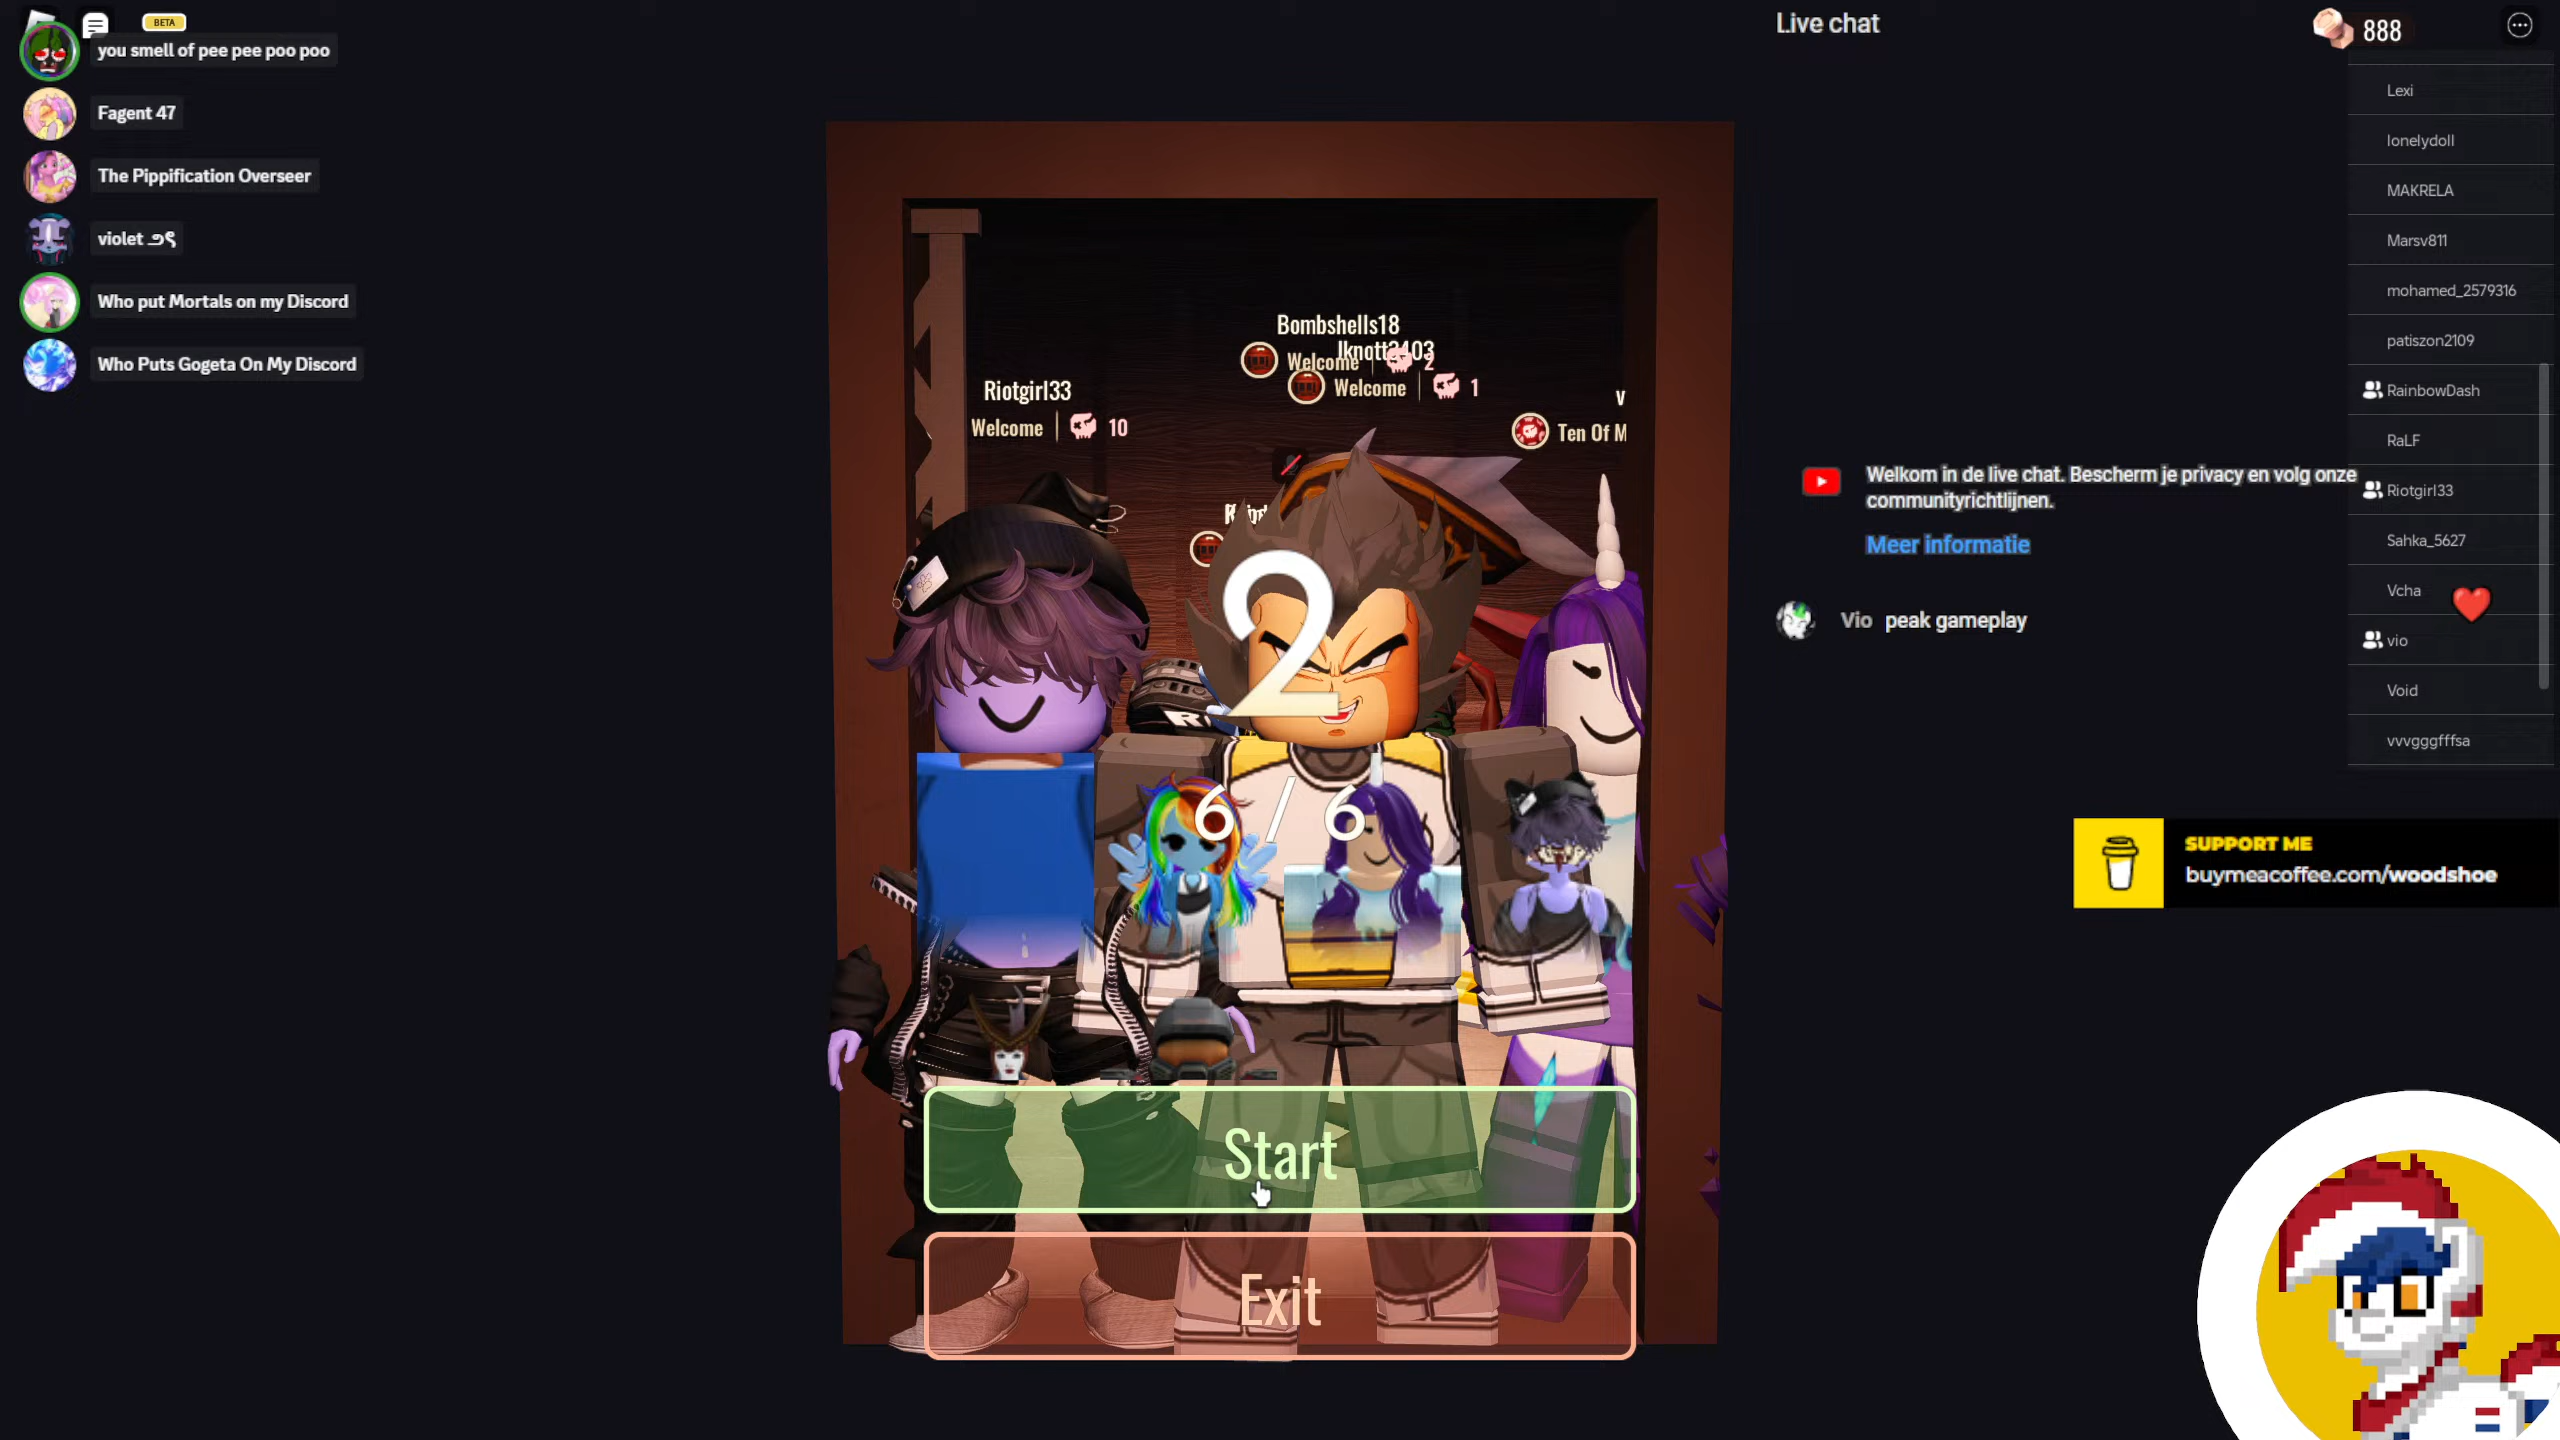 BETA
you smell of pee pee poo poo
Fagent 47
The Pippification Overseer
violet
Who put Mortals on my Discord
Who Puts Gogeta On My Discord
Live chat
888
Lexi
lonelydoll
MAKRELA
Marsv811
mohamed_2579316
patiszon2109
RainbowDash
RaLF
Riotgirl33
Sahka_5627
Vcha
vio
Void
vvvgggfffsa
Bombshells18
Welcome 2
lknott3403
Welcome 1
Riotgirl33
Welcome 10
V
Ten Of M
R
2
6 / 6
Welkom in de live chat. Bescherm je privacy en volg onze
communityrichtlijnen.
Meer informatie
Vio peak gameplay
SUPPORT ME
buymeacoffee.com/woodshoe
Start
Exit